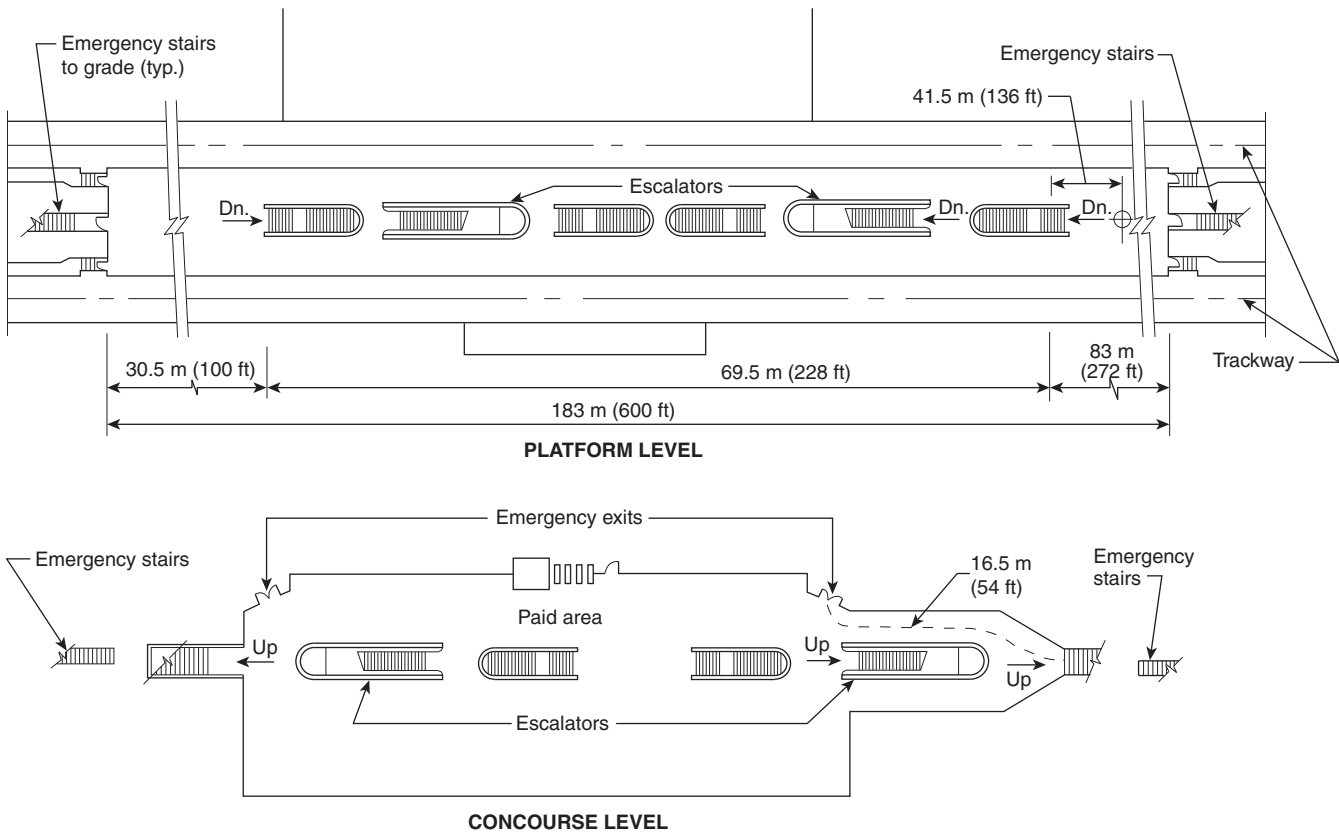 Emergency stairs
to grade (typ.)
Emergency stairs
41.5 m (136 ft)
Escalators
Dn.
Dn.
Dn.
Trackway
30.5 m (100 ft)
69.5 m (228 ft)
83 m
(272 ft)
183 m (600 ft)
PLATFORM LEVEL
Emergency exits
Emergency stairs
16.5 m
(54 ft)
Emergency
stairs
Paid area
Up
Up
Up
Escalators
CONCOURSE LEVEL